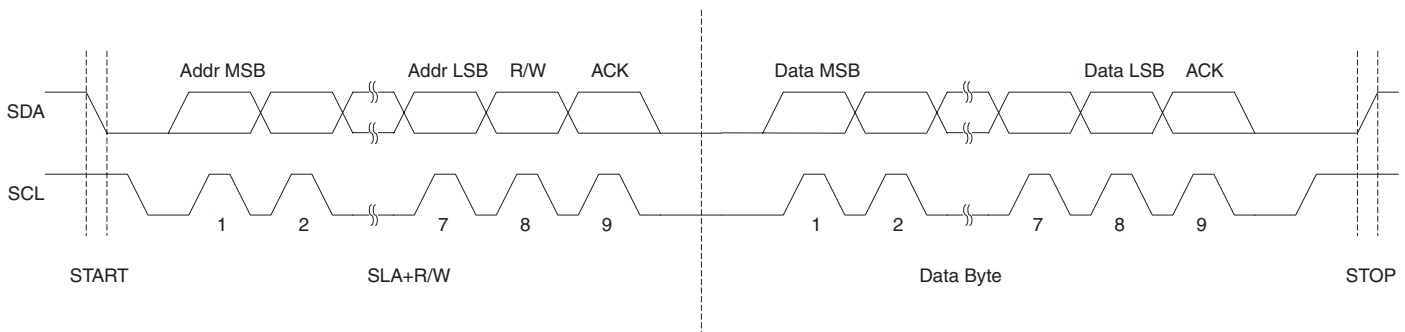 Addr MSB Addr LSB R/W ACK Data MSB Data LSB ACK
SDA
SCL
1 2 7 8 9 1 2 7 8 9
START SLA+R/W Data Byte STOP